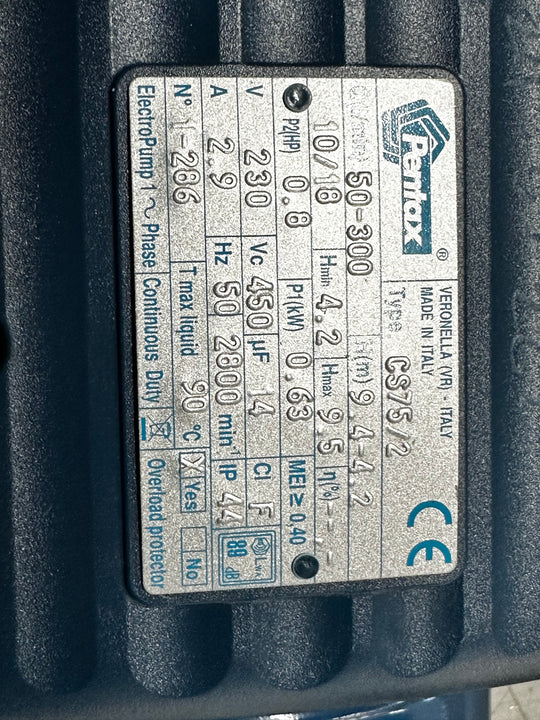 Pentax ®
VERONELLA (VR) - ITALY
MADE IN ITALY
CE
Type. CS75/2
50-300 H(m) 9.4-4.2
10/18 Hmin 4.2 Hmax 9.5 η(%) --.-
P2(HP) 0.8 P1(kW) 0.63 MEI ≥ 0.40
V 230 Vc 450 µF 14 Cl F
A 2.9 Hz 50 2800 min-1 IP 44
N° 286 T max liquid 90 °C X Yes No
ElectroPump 1 ~ Phase Continuous Duty Overload protector
dB